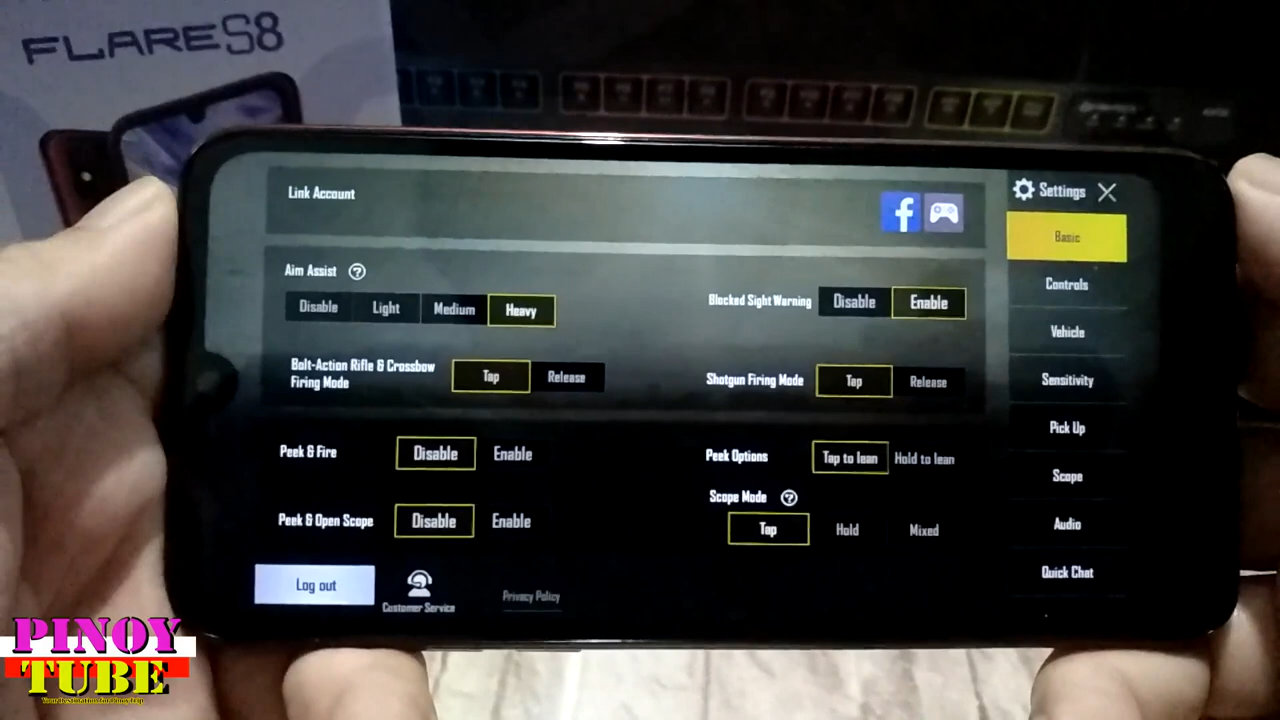 FLARE S8
Link Account
Settings
Basic
Controls
Vehicle
Sensitivity
Pick Up
Scope
Audio
Quick Chat
Aim Assist ?
Disable Light Medium Heavy
Blocked Sight Warning Disable Enable
Bolt-Action Rifle & Crossbow
Firing Mode
Tap Release
Shotgun Firing Mode Tap Release
Peek & Fire Disable Enable
Peek Options Tap to lean Hold to lean
Scope Mode ?
Tap Hold Mixed
Peek & Open Scope Disable Enable
Log out
Customer Service
Privacy Policy
PINOY
TUBE